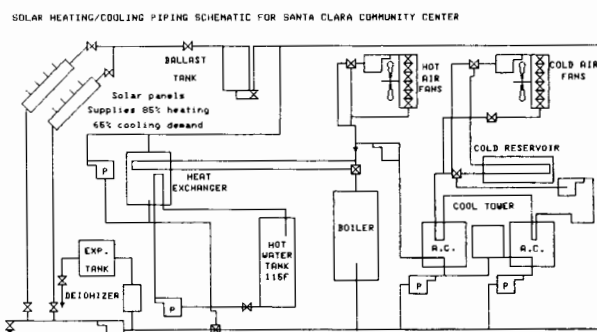 SOLAR HEATING/COOLING PIPING SCHEMATIC FOR SANTA CLARA COMMUNITY CENTER
BALLAST
TANK
HOT
AIR
FANS
COLD AIR
FANS
Solar panels
Supplies 85% heating
65% cooling demand
COLD RESERVOIR
P
HEAT
EXCHANGER
COOL TOWER
BOILER
A.C.
A.C.
HOT
WATER
TANK
115F
EXP.
TANK
DEIOHIZER
P
P
P